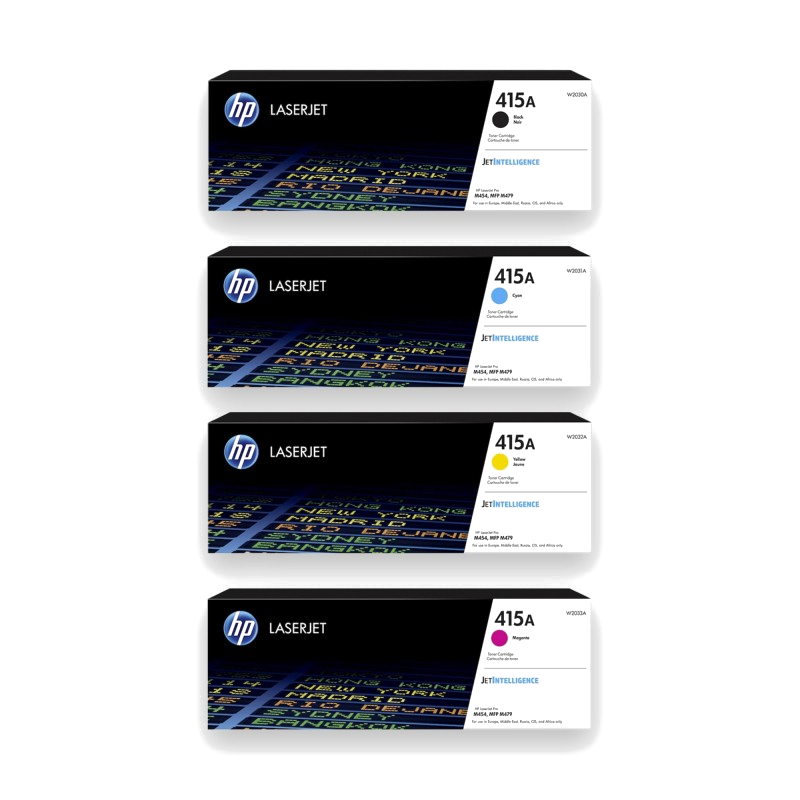 hp LASERJET
415A
W2030A
Black
Noir
Toner Cartridge
Cartouche de toner
JETINTELLIGENCE
HP LaserJet Pro
M454, MFP M479
For use in Europe, Middle East, Russia, CIS, and Africa only
14
HONG KONG
NEW YORK
MADRID
RIO DEJANE
SYDNEY
BANGKOK
hp LASERJET
415A
W2031A
Cyan
Toner Cartridge
Cartouche de toner
JETINTELLIGENCE
HP LaserJet Pro
M454, MFP M479
For use in Europe, Middle East, Russia, CIS, and Africa only
HONG KONG
NEW YORK
MADRID
RIO DEJANE
SYDNEY
BANGKOK
hp LASERJET
415A
W2032A
Yellow
Jaune
Toner Cartridge
Cartouche de toner
JETINTELLIGENCE
HP LaserJet Pro
M454, MFP M479
For use in Europe, Middle East, Russia, CIS, and Africa only
HONG KONG
NEW YORK
MADRID
RIO DEJANE
SYDNEY
BANGKOK
hp LASERJET
415A
W2033A
Magenta
Toner Cartridge
Cartouche de toner
JETINTELLIGENCE
HP LaserJet Pro
M454, MFP M479
For use in Europe, Middle East, Russia, CIS, and Africa only
HONG KONG
NEW YORK
MADRID
RIO DEJANE
SYDNEY
BANGKOK